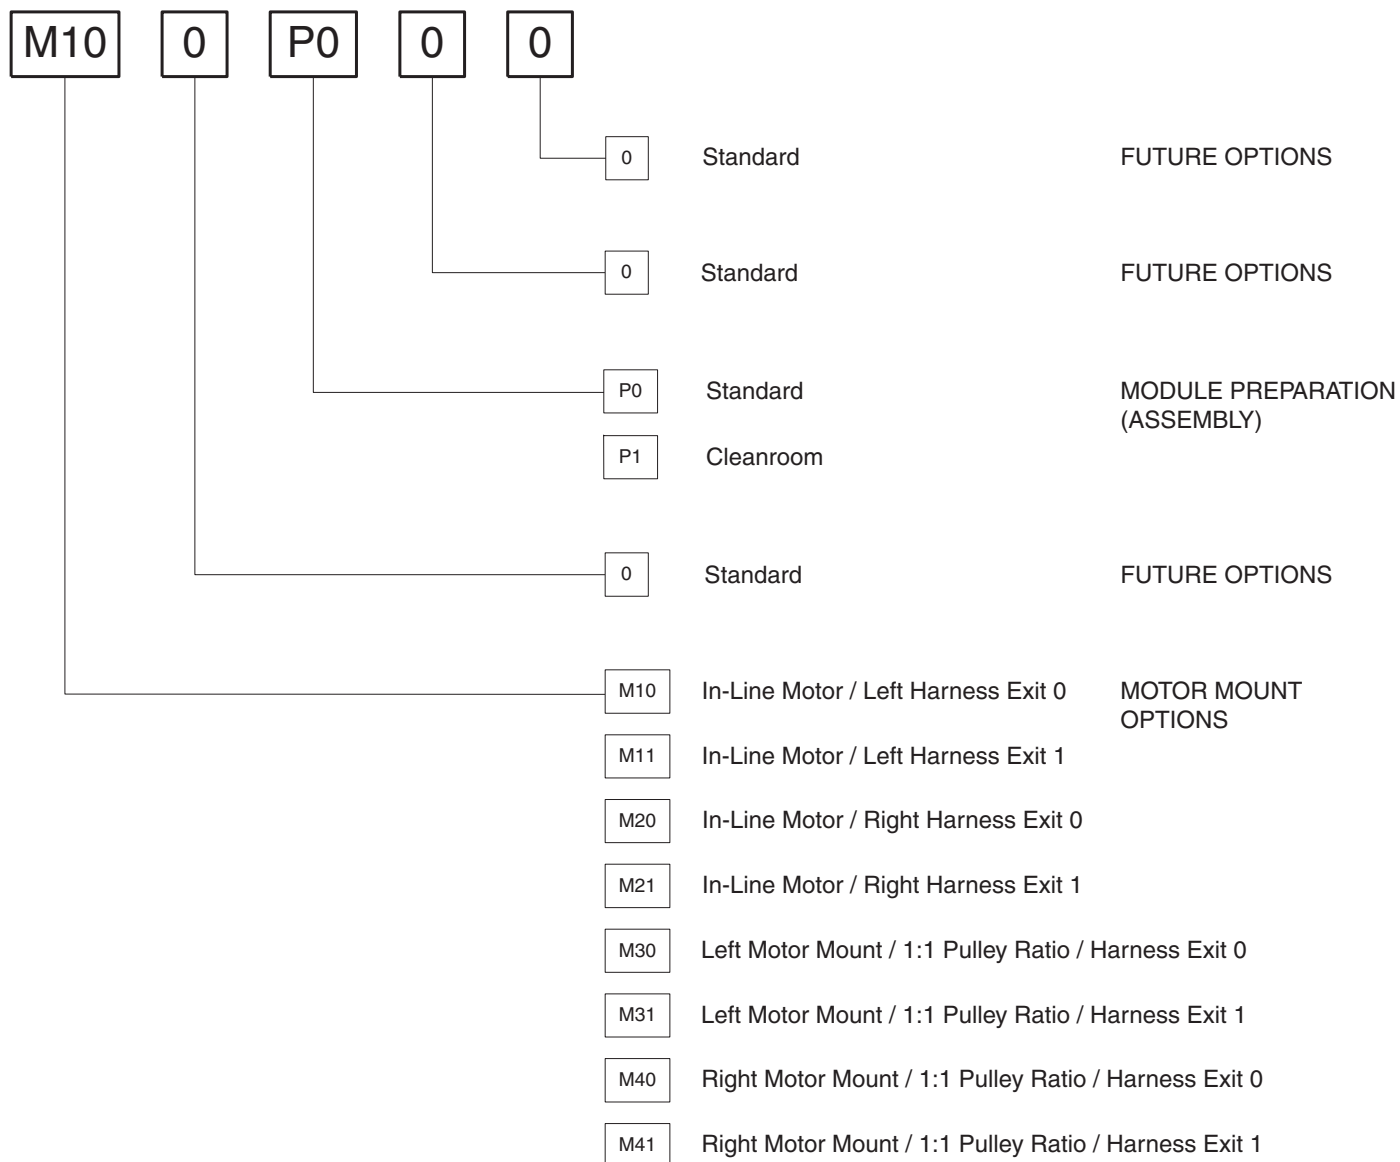 M10 0 P0 0 0
0 Standard FUTURE OPTIONS
0 Standard FUTURE OPTIONS
P0 Standard MODULE PREPARATION
(ASSEMBLY)
P1 Cleanroom
0 Standard FUTURE OPTIONS
M10 In-Line Motor / Left Harness Exit 0 MOTOR MOUNT
OPTIONS
M11 In-Line Motor / Left Harness Exit 1
M20 In-Line Motor / Right Harness Exit 0
M21 In-Line Motor / Right Harness Exit 1
M30 Left Motor Mount / 1:1 Pulley Ratio / Harness Exit 0
M31 Left Motor Mount / 1:1 Pulley Ratio / Harness Exit 1
M40 Right Motor Mount / 1:1 Pulley Ratio / Harness Exit 0
M41 Right Motor Mount / 1:1 Pulley Ratio / Harness Exit 1